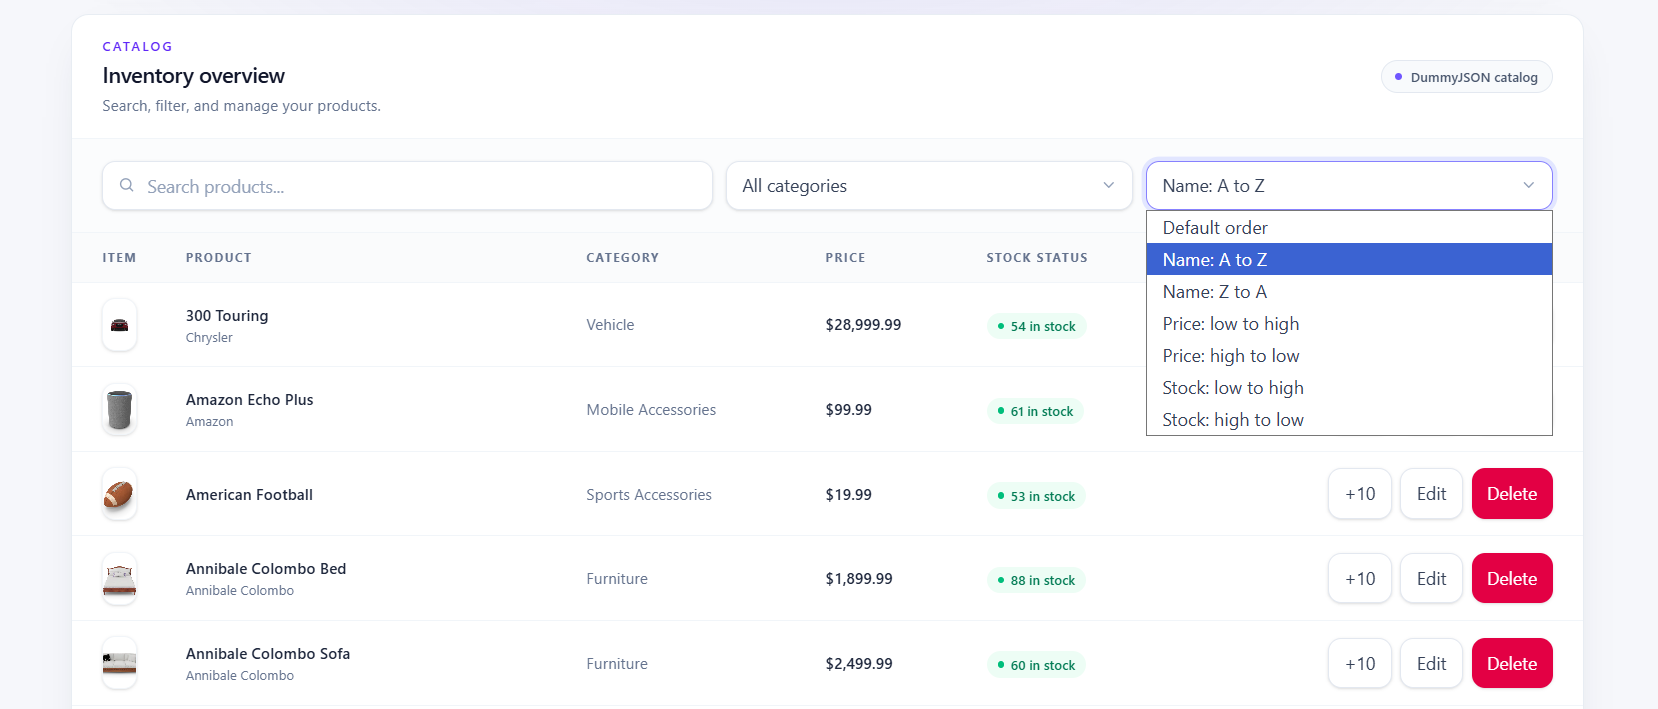 CATALOG
Inventory overview
Search, filter, and manage your products.
DummyJSON catalog
Search products...
All categories
Name: A to Z
Default order
Name: A to Z
Name: Z to A
Price: low to high
Price: high to low
Stock: low to high
Stock: high to low
ITEM PRODUCT CATEGORY PRICE STOCK STATUS
300 Touring
Chrysler
Vehicle
$28,999.99
54 in stock
Amazon Echo Plus
Amazon
Mobile Accessories
$99.99
61 in stock
American Football
Sports Accessories
$19.99
53 in stock
+10
Edit
Delete
Annibale Colombo Bed
Annibale Colombo
Furniture
$1,899.99
88 in stock
+10
Edit
Delete
Annibale Colombo Sofa
Annibale Colombo
Furniture
$2,499.99
60 in stock
+10
Edit
Delete